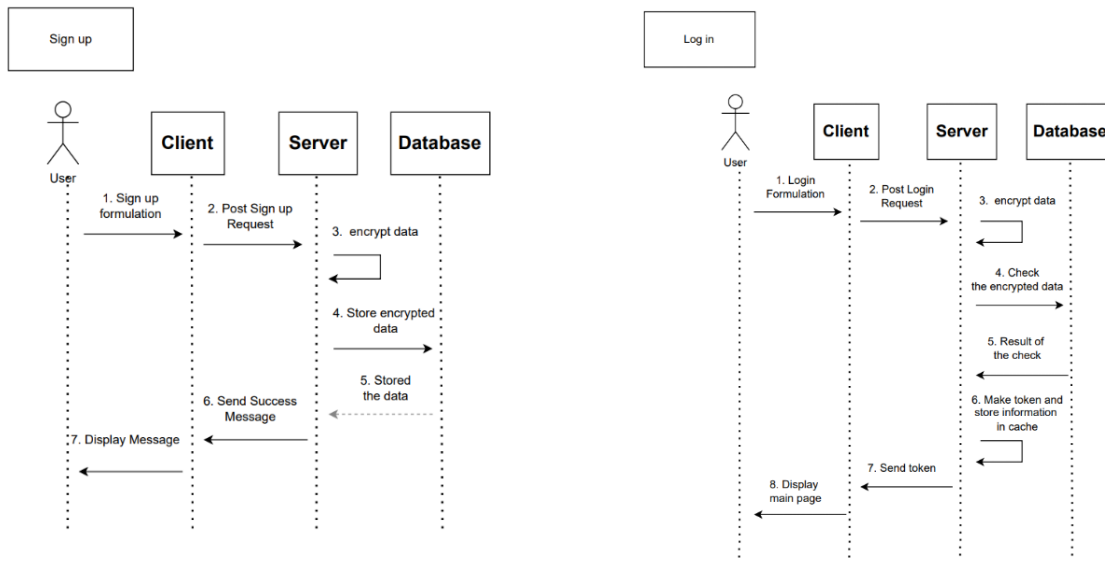 Sign up
User
Client
Server
Database
1. Sign up
formulation
2. Post Sign up
Request
3. encrypt data
4. Store encrypted
data
5. Stored
the data
6. Send Success
Message
7. Display Message
Log in
User
Client
Server
Database
1. Login
Formulation
2. Post Login
Request
3. encrypt data
4. Check
the encrypted data
5. Result of
the check
6. Make token and
store information
in cache
7. Send token
8. Display
main page